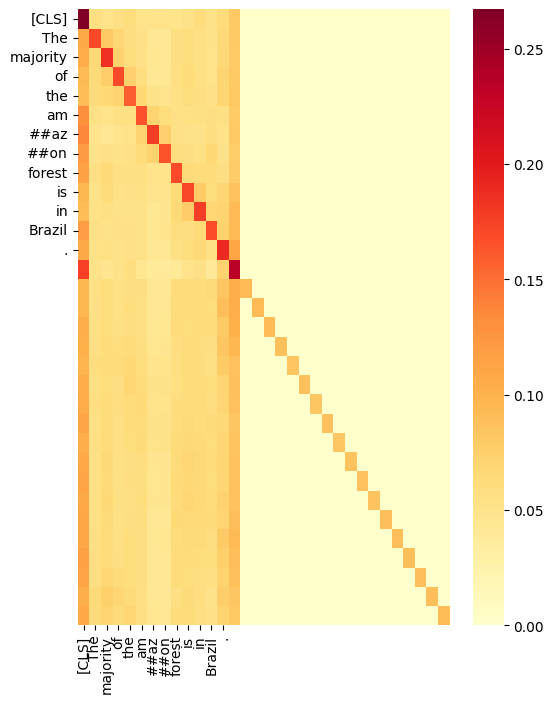 [CLS]
The
majority
of
the
am
##az
##on
forest
is
in
Brazil
.
0.25
0.20
0.15
0.10
0.05
0.00
[CLS]
The
majority
of
the
am
##az
##on
forest
is
in
Brazil
.